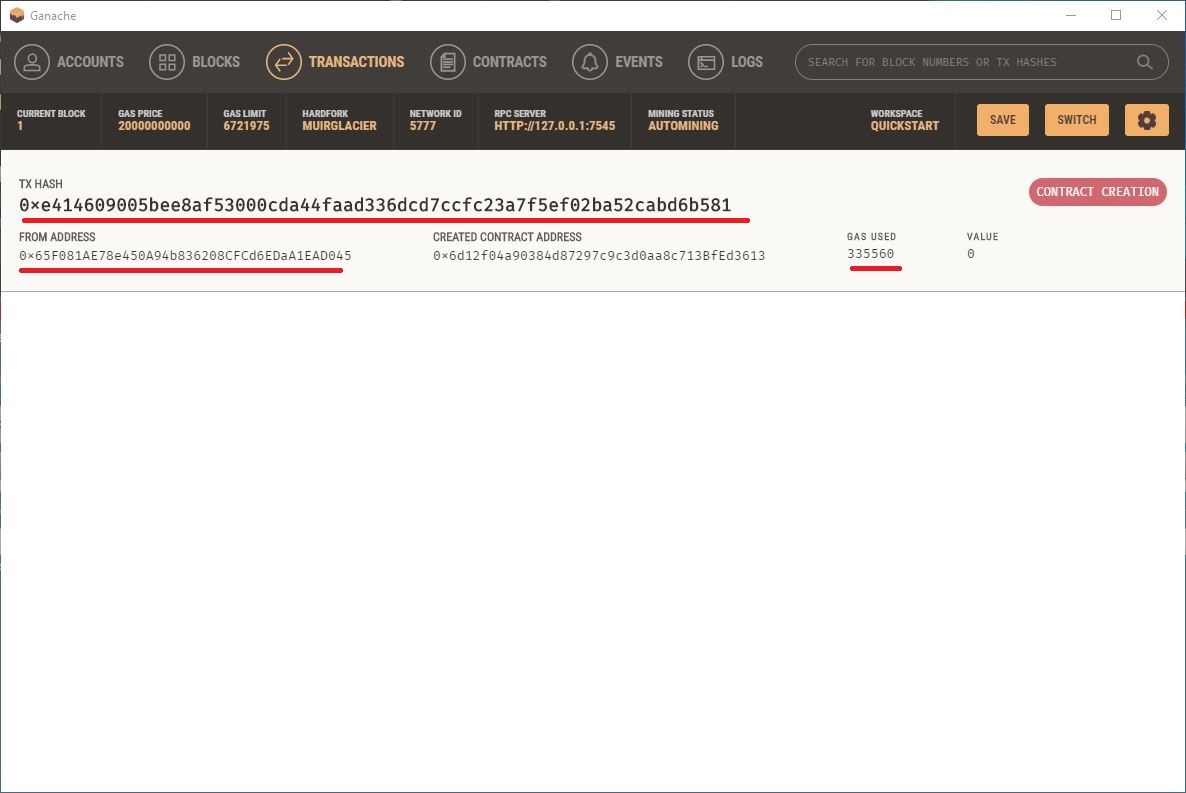 Ganache
ACCOUNTS BLOCKS TRANSACTIONS CONTRACTS EVENTS LOGS SEARCH FOR BLOCK NUMBERS OR TX HASHES
CURRENT BLOCK GAS PRICE GAS LIMIT HARDFORK NETWORK ID RPC SERVER MINING STATUS WORKSPACE
1 20000000000 6721975 MUIRGLACIER 5777 HTTP://127.0.0.1:7545 AUTOMINING QUICKSTART SAVE SWITCH
TX HASH
0×e414609005bee8af53000cda44faad336dcd7ccfc23a7f5ef02ba52cabd6b581 CONTRACT CREATION
FROM ADDRESS CREATED CONTRACT ADDRESS GAS USED VALUE
0×65F081AE78e450A94b836208CFCd6EDaA1EAD045 0×6d12f04a90384d87297c9c3d0aa8c713BfEd3613 335560 0